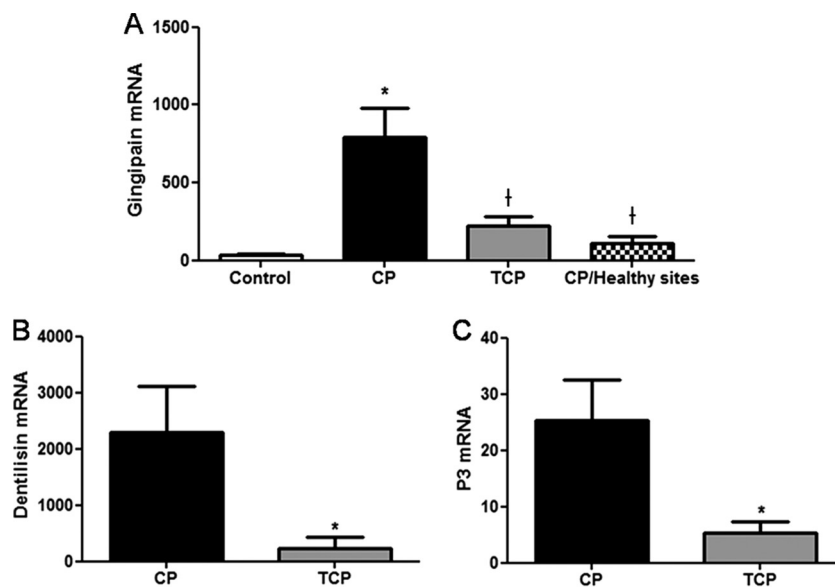 A
Gingipain mRNA
1500
1000
500
0
*
ƚ
ƚ
Control CP TCP CP/Healthy sites
B
Dentilisin mRNA
4000
3000
2000
1000
0
*
CP TCP
C
P3 mRNA
40
30
20
10
0
*
CP TCP